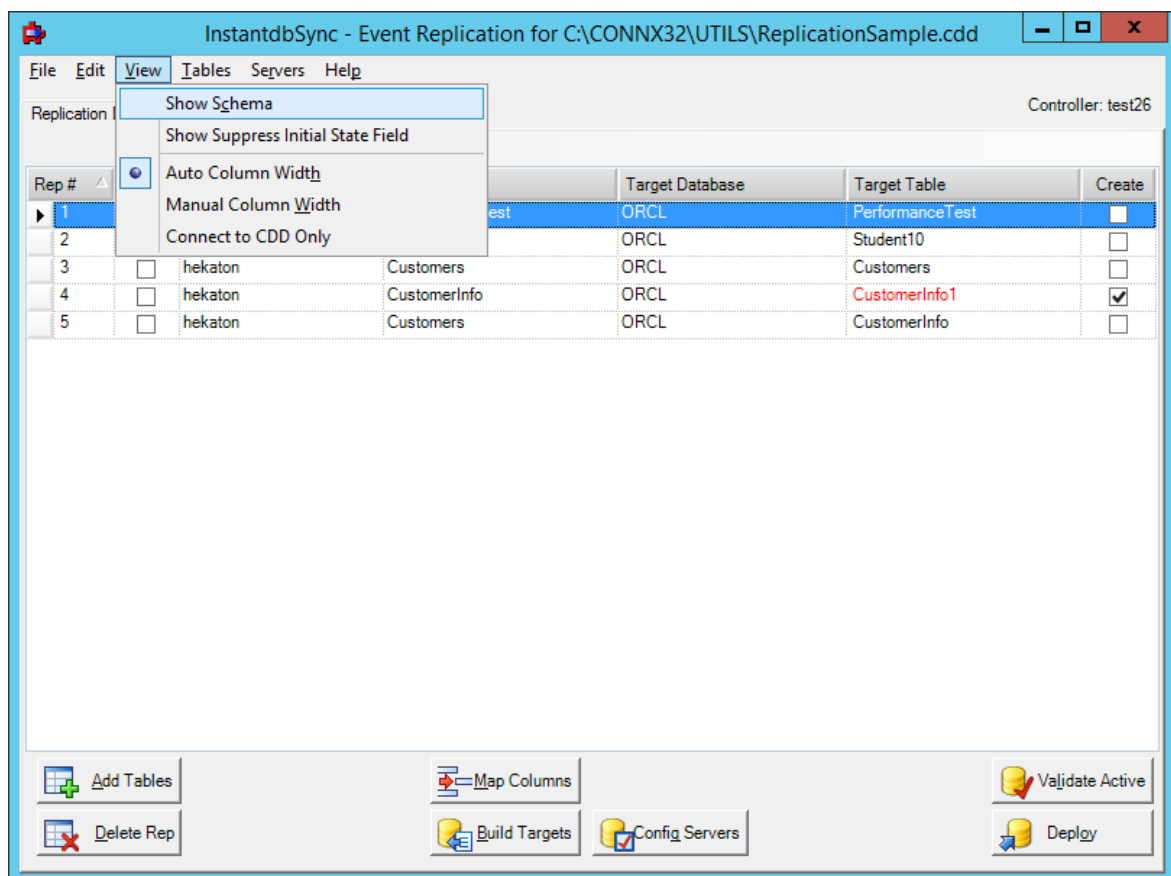 InstantdbSync - Event Replication for C:\CONNX32\UTILS\ReplicationSample.cdd
File Edit View Tables Servers Help
Replication
Controller: test26
Show Schema
Show Suppress Initial State Field
Auto Column Width
Manual Column Width
Connect to CDD Only
Rep # Target Database Target Table Create
1 est ORCL PerformanceTest
2 ORCL Student10
3 hekaton Customers ORCL Customers
4 hekaton CustomerInfo ORCL CustomerInfo1
5 hekaton Customers ORCL CustomerInfo
Add Tables Map Columns Validate Active
Delete Rep Build Targets Config Servers Deploy